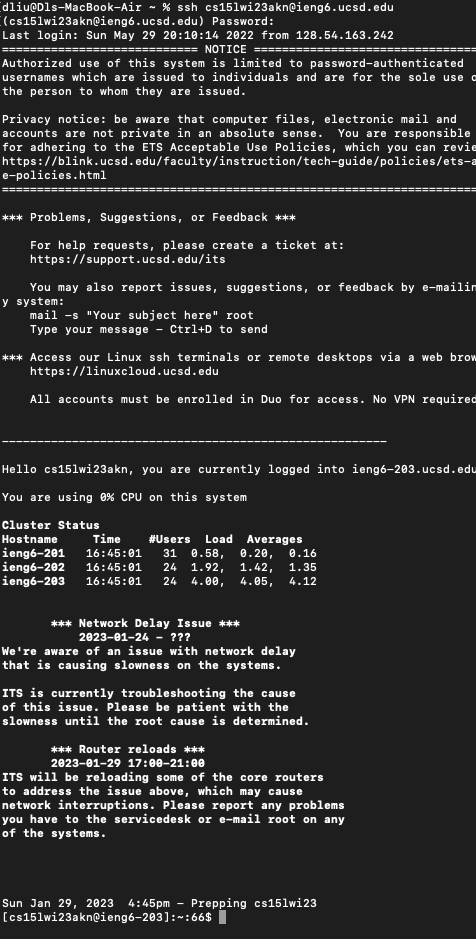 [dliu@Dls-MacBook-Air ~ % ssh cs15lwi23akn@ieng6.ucsd.edu
[(cs15lwi23akn@ieng6.ucsd.edu) Password:
Last login: Sun May 29 20:10:14 2022 from 128.54.163.242
============================ NOTICE ================================
Authorized use of this system is limited to password-authenticated
usernames which are issued to individuals and are for the sole use o
the person to whom they are issued.
Privacy notice: be aware that computer files, electronic mail and
accounts are not private in an absolute sense.  You are responsible
for adhering to the ETS Acceptable Use Policies, which you can revie
https://blink.ucsd.edu/faculty/instruction/tech-guide/policies/ets-a
e-policies.html
====================================================================
*** Problems, Suggestions, or Feedback ***
For help requests, please create a ticket at:
https://support.ucsd.edu/its
You may also report issues, suggestions, or feedback by e-mailin
y system:
mail -s "Your subject here" root
Type your message - Ctrl+D to send
*** Access our Linux ssh terminals or remote desktops via a web brow
https://linuxcloud.ucsd.edu
All accounts must be enrolled in Duo for access. No VPN required
-------------------------------------------------------
Hello cs15lwi23akn, you are currently logged into ieng6-203.ucsd.edu
You are using 0% CPU on this system
Cluster Status
Hostname     Time    #Users  Load  Averages
ieng6-201   16:45:01   31  0.58,  0.20,  0.16
ieng6-202   16:45:01   24  1.92,  1.42,  1.35
ieng6-203   16:45:01   24  4.00,  4.05,  4.12
*** Network Delay Issue ***
2023-01-24 - ???
We're aware of an issue with network delay
that is causing slowness on the systems.
ITS is currently troubleshooting the cause
of this issue. Please be patient with the
slowness until the root cause is determined.
*** Router reloads ***
2023-01-29 17:00-21:00
ITS will be reloading some of the core routers
to address the issue above, which may cause
network interruptions. Please report any problems
you have to the servicedesk or e-mail root on any
of the systems.
Sun Jan 29, 2023  4:45pm - Prepping cs15lwi23
[cs15lwi23akn@ieng6-203]:~:66$